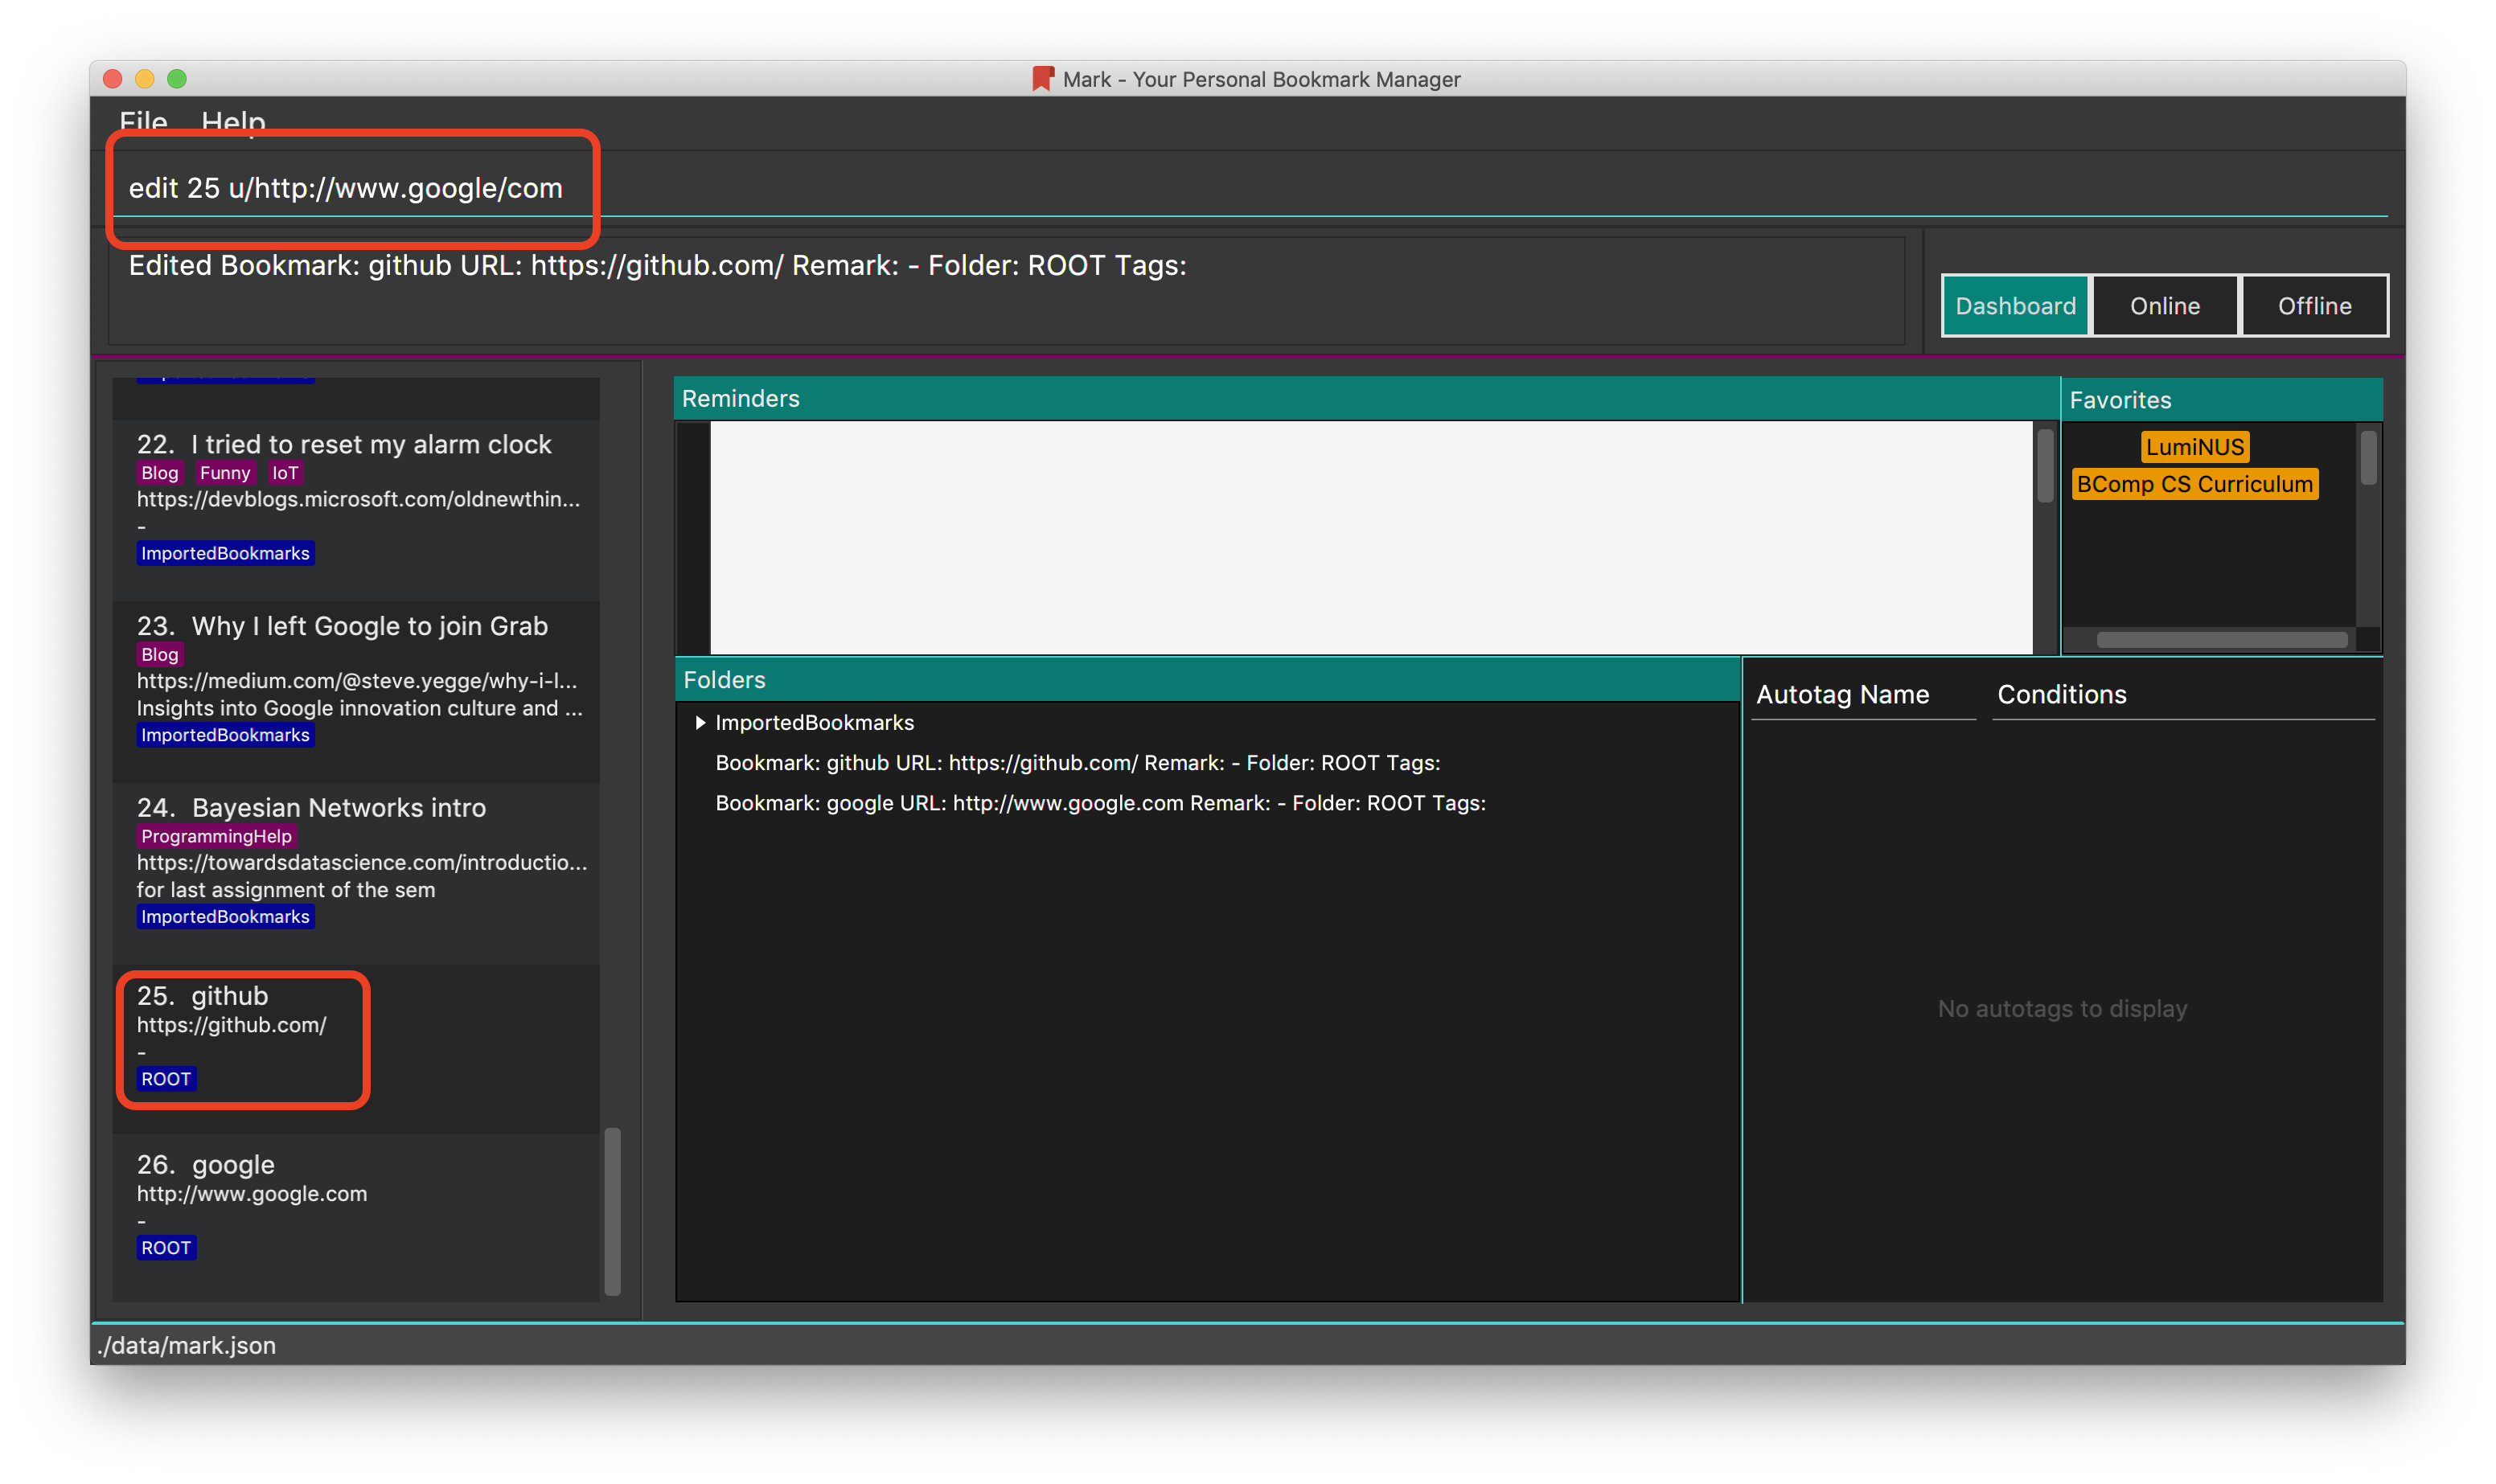 Mark - Your Personal Bookmark Manager
File Help
edit 25 u/http://www.google/com
Edited Bookmark: github URL: https://github.com/ Remark: - Folder: ROOT Tags:
Dashboard Online Offline
22. I tried to reset my alarm clock
Blog Funny IoT
https://devblogs.microsoft.com/oldnewthin...
-
ImportedBookmarks
23. Why I left Google to join Grab
Blog
https://medium.com/@steve.yegge/why-i-l...
Insights into Google innovation culture and ...
ImportedBookmarks
24. Bayesian Networks intro
ProgrammingHelp
https://towardsdatascience.com/introductio...
for last assignment of the sem
ImportedBookmarks
25. github
https://github.com/
-
ROOT
26. google
http://www.google.com
-
ROOT
Reminders
Favorites
LumiNUS
BComp CS Curriculum
Folders
ImportedBookmarks
Bookmark: github URL: https://github.com/ Remark: - Folder: ROOT Tags:
Bookmark: google URL: http://www.google.com Remark: - Folder: ROOT Tags:
Autotag Name Conditions
No autotags to display
./data/mark.json